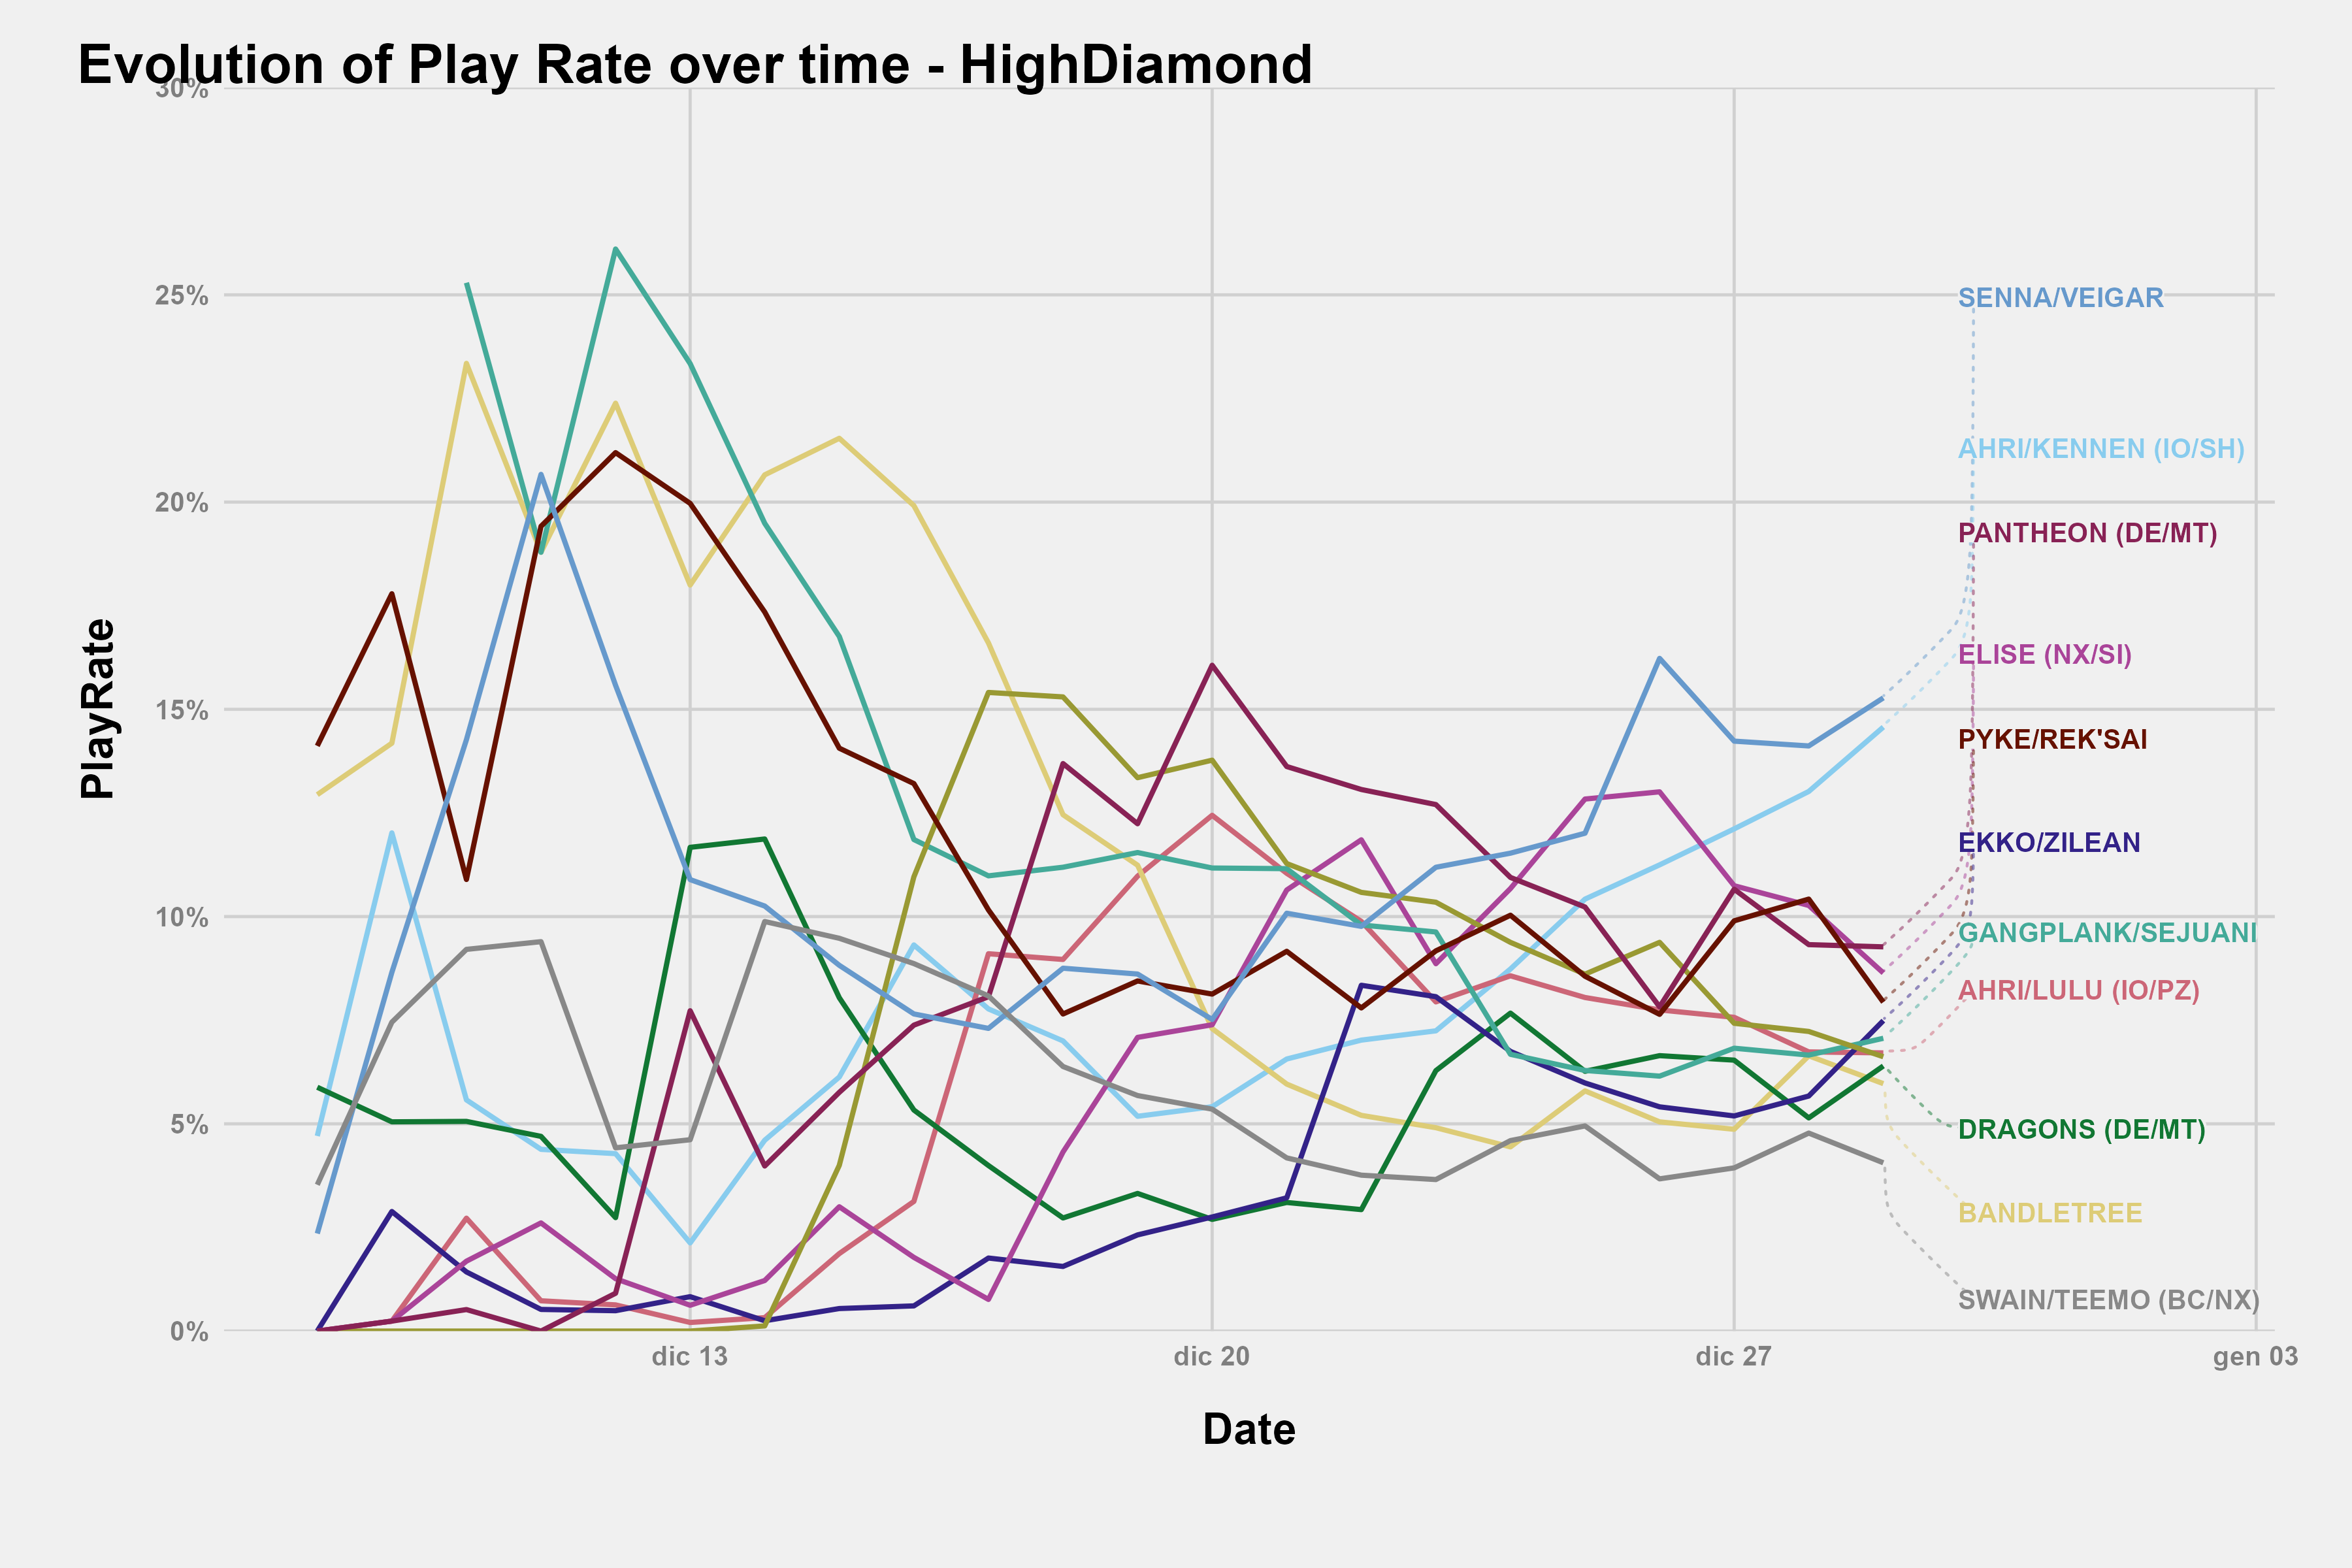 Evolution of Play Rate over time - HighDiamond
30%
25%
20%
15%
10%
5%
0%
PlayRate
SENNA/VEIGAR
AHRI/KENNEN (IO/SH)
PANTHEON (DE/MT)
ELISE (NX/SI)
PYKE/REK'SAI
EKKO/ZILEAN
GANGPLANK/SEJUANI
AHRI/LULU (IO/PZ)
DRAGONS (DE/MT)
BANDLETREE
SWAIN/TEEMO (BC/NX)
dic 13
dic 20
dic 27
gen 03
Date